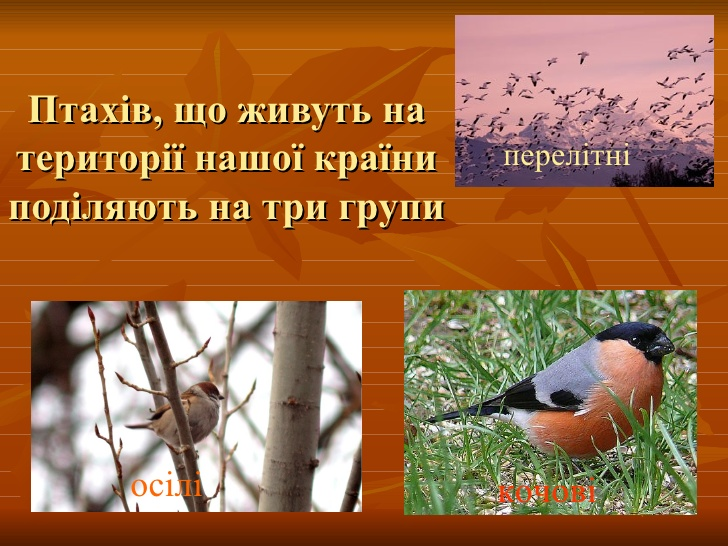 Птахів, що живуть на
території нашої країни
поділяють на три групи
перелітні
осілі
кочові